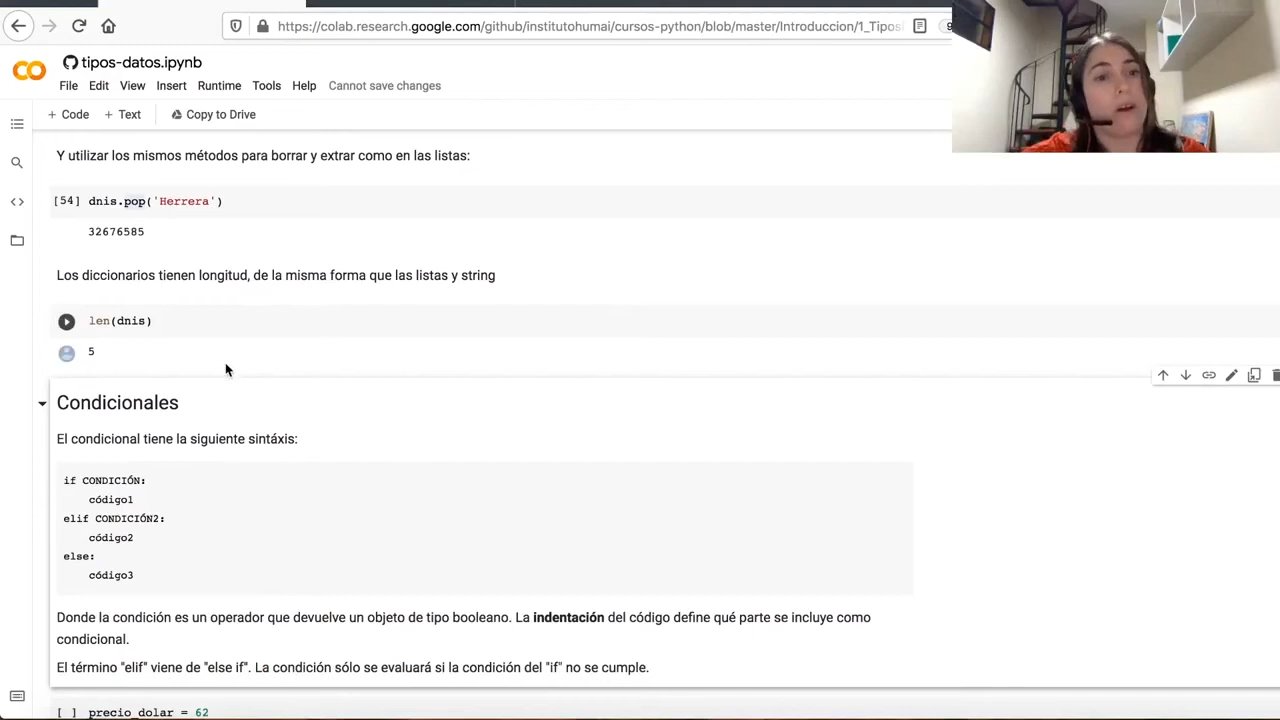 https://colab.research.google.com/github/institutohumai/cursos-python/blob/master/Introduccion/1_Tipos
tipos-datos.ipynb
File Edit View Insert Runtime Tools Help Cannot save changes
+ Code + Text Copy to Drive
Y utilizar los mismos métodos para borrar y extrar como en las listas:
[54] dnis.pop('Herrera')
32676585
Los diccionarios tienen longitud, de la misma forma que las listas y string
len(dnis)
5
Condicionales
El condicional tiene la siguiente sintáxis:
if CONDICIÓN:
código1
elif CONDICIÓN2:
código2
else:
código3
Donde la condición es un operador que devuelve un objeto de tipo booleano. La indentación del código define qué parte se incluye como
condicional.
El término "elif" viene de "else if". La condición sólo se evaluará si la condición del "if" no se cumple.
[ ] precio_dolar = 62